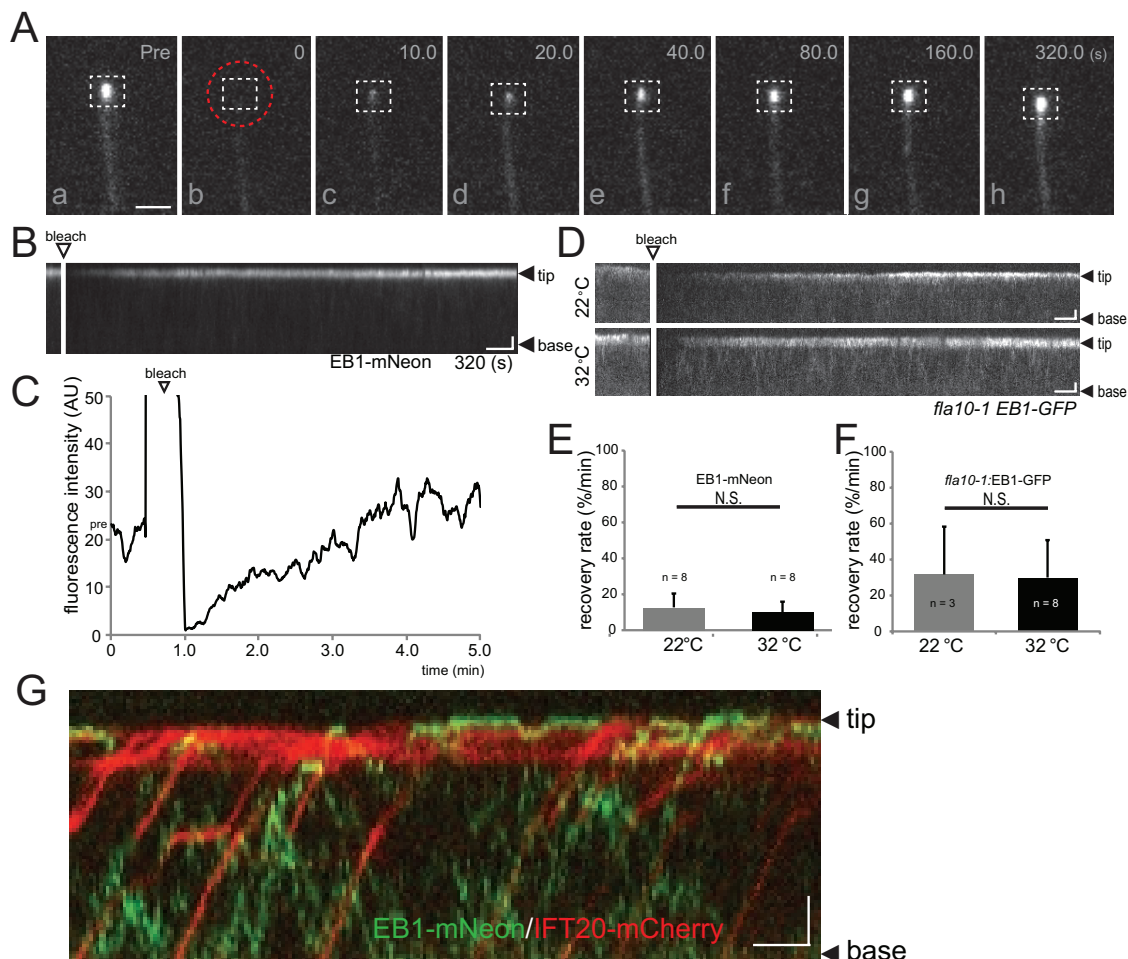 A
Pre
0
10.0
20.0
40.0
80.0
160.0
320.0 (s)
a
b
c
d
e
f
g
h
B
bleach
tip
base
EB1-mNeon 320 (s)
D
bleach
22°C
tip
base
32°C
tip
base
fla10-1 EB1-GFP
C
bleach
fluorescence intensity (AU)
50
40
30
pre
20
10
0
0
1.0
2.0
3.0
4.0
5.0
time (min)
E
recovery rate (%/min)
100
80
60
40
20
0
EB1-mNeon
N.S.
n = 8
n = 8
22°C
32 °C
F
recovery rate (%/min)
100
80
60
40
20
0
fla10-1:EB1-GFP
N.S.
n = 3
n = 8
22 °C
32 °C
G
tip
EB1-mNeon/IFT20-mCherry
base